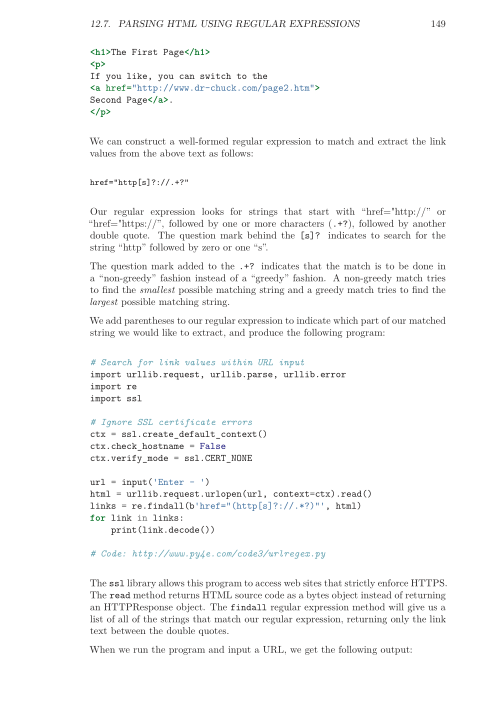 12.7. PARSING HTML USING REGULAR EXPRESSIONS 149
<h1>The First Page</h1>
<p>
If you like, you can switch to the
<a href="http://www.dr-chuck.com/page2.htm">
Second Page</a>.
</p>
We can construct a well-formed regular expression to match and extract the link
values from the above text as follows:
href="http[s]?://.+?"
Our regular expression looks for strings that start with “href="http://” or
“href="https://”, followed by one or more characters (.+?), followed by another
double quote. The question mark behind the [s]? indicates to search for the
string “http” followed by zero or one “s”.
The question mark added to the .+? indicates that the match is to be done in
a “non-greedy” fashion instead of a “greedy” fashion. A non-greedy match tries
to find the smallest possible matching string and a greedy match tries to find the
largest possible matching string.
We add parentheses to our regular expression to indicate which part of our matched
string we would like to extract, and produce the following program:
# Search for link values within URL input
import urllib.request, urllib.parse, urllib.error
import re
import ssl
# Ignore SSL certificate errors
ctx = ssl.create_default_context()
ctx.check_hostname = False
ctx.verify_mode = ssl.CERT_NONE
url = input('Enter - ')
html = urllib.request.urlopen(url, context=ctx).read()
links = re.findall(b'href="(http[s]?://.*?)"', html)
for link in links:
    print(link.decode())
# Code: http://www.py4e.com/code3/urlregex.py
The ssl library allows this program to access web sites that strictly enforce HTTPS.
The read method returns HTML source code as a bytes object instead of returning
an HTTPResponse object. The findall regular expression method will give us a
list of all of the strings that match our regular expression, returning only the link
text between the double quotes.
When we run the program and input a URL, we get the following output: